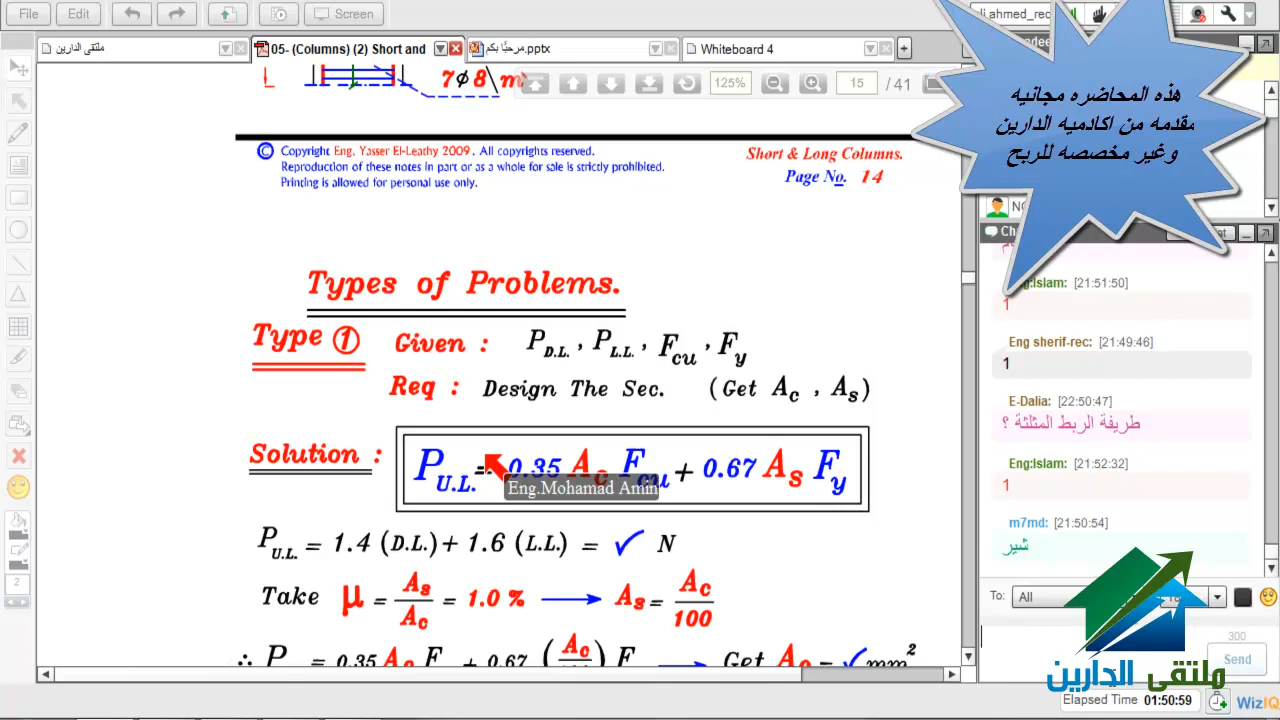 File Edit Screen
ملتقى الدارين
05- (Columns) (2) Short and
مرحبًا بكم.pptx
Whiteboard 4
125% 15 / 41
7φ8\ m
© Copyright Eng. Yasser El-Leathy 2009. All copyrights reserved.
Reproduction of these notes in part or as a whole for sale is strictly prohibited.
Printing is allowed for personal use only.
Short & Long Columns.
Page No. 14
Types of Problems.
Type ① Given : P D.L. , P L.L. , Fcu , Fy
Req : Design The Sec. (Get Ac , As)
Solution : P U.L. = 0.35 Ac Fcu + 0.67 As Fy
Eng.Mohamad Amin
P U.L. = 1.4 (D.L.) + 1.6 (L.L.) = ✓ N
Take μ = As/Ac = 1.0 % → As = Ac/100
هذه المحاضره مجانيه
مقدمه من اكادميه الدارين
وغير مخصصه للربح
Eng:Islam: [21:51:50]
1
Eng sherif-rec: [21:49:46]
1
E-Dalia: [22:50:47]
طريفة الربط المثلثة ؟
Eng:Islam: [21:52:32]
1
m7md: [21:50:54]
شير
To: All
300
Send
ملتقى الدارين
Elapsed Time 01:50:59 WizIQ
2